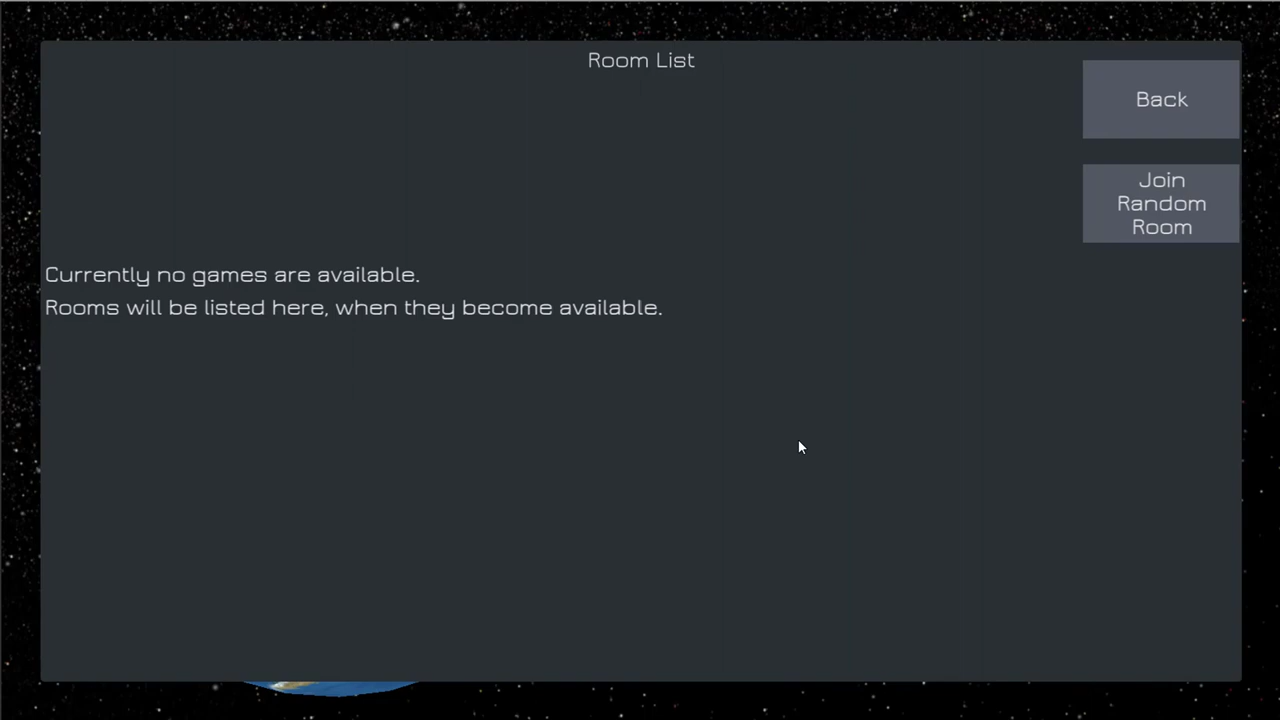 Room List
Back
Join
Random
Room
Currently no games are available.
Rooms will be listed here, when they become available.